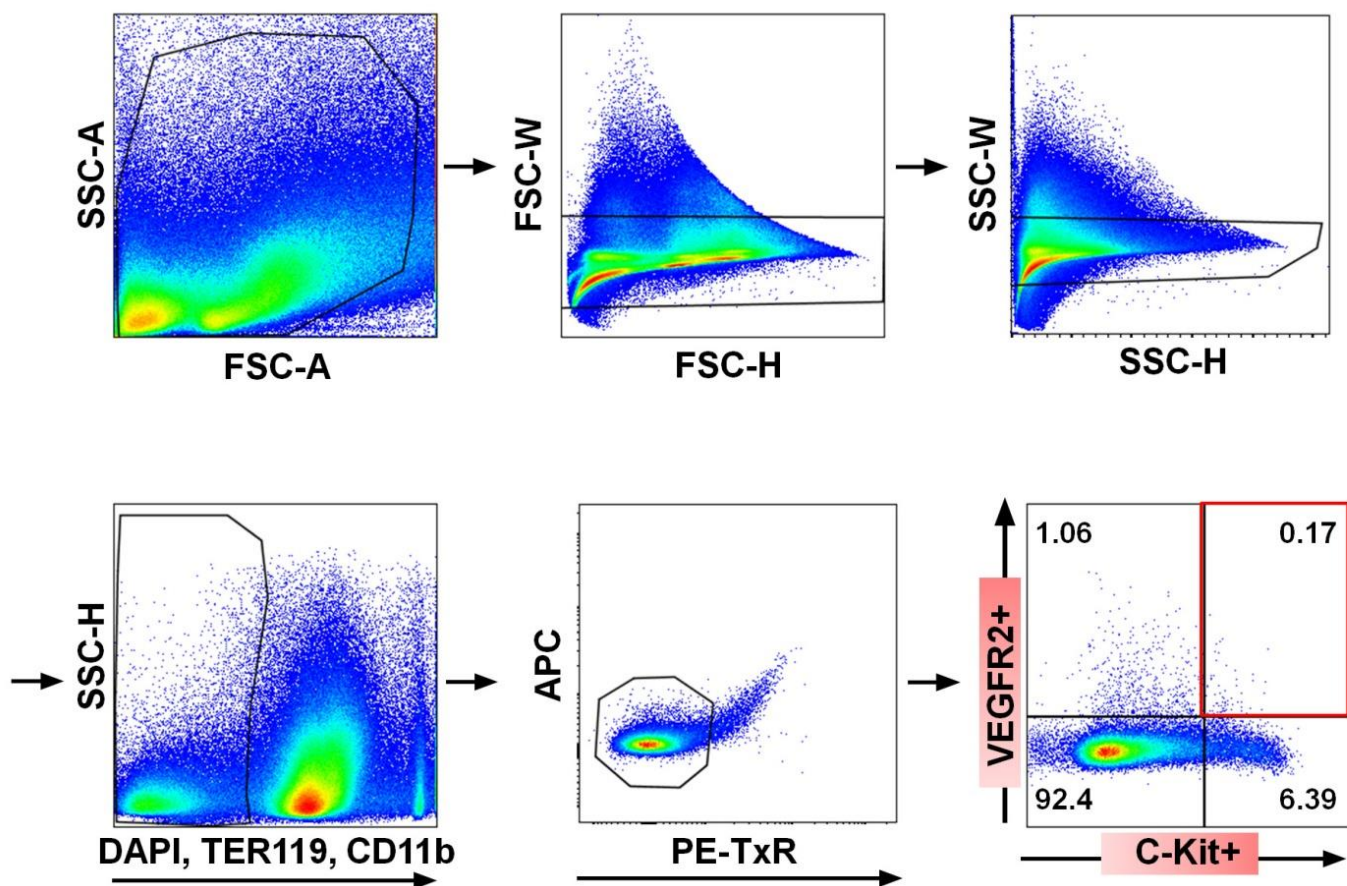 SSC-A
FSC-A
FSC-W
FSC-H
SSC-W
SSC-H
SSC-H
DAPI, TER119, CD11b
APC
PE-TxR
VEGFR2+
1.06
0.17
92.4
6.39
C-Kit+